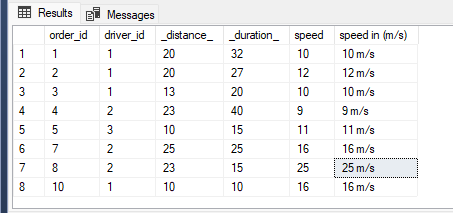 Results Messages
order_id driver_id _distance_ _duration_ speed speed in (m/s)
1 1 1 20 32 10 10 m/s
2 2 1 20 27 12 12 m/s
3 3 1 13 20 10 10 m/s
4 4 2 23 40 9 9 m/s
5 5 3 10 15 11 11 m/s
6 7 2 25 25 16 16 m/s
7 8 2 23 15 25 25 m/s
8 10 1 10 10 16 16 m/s